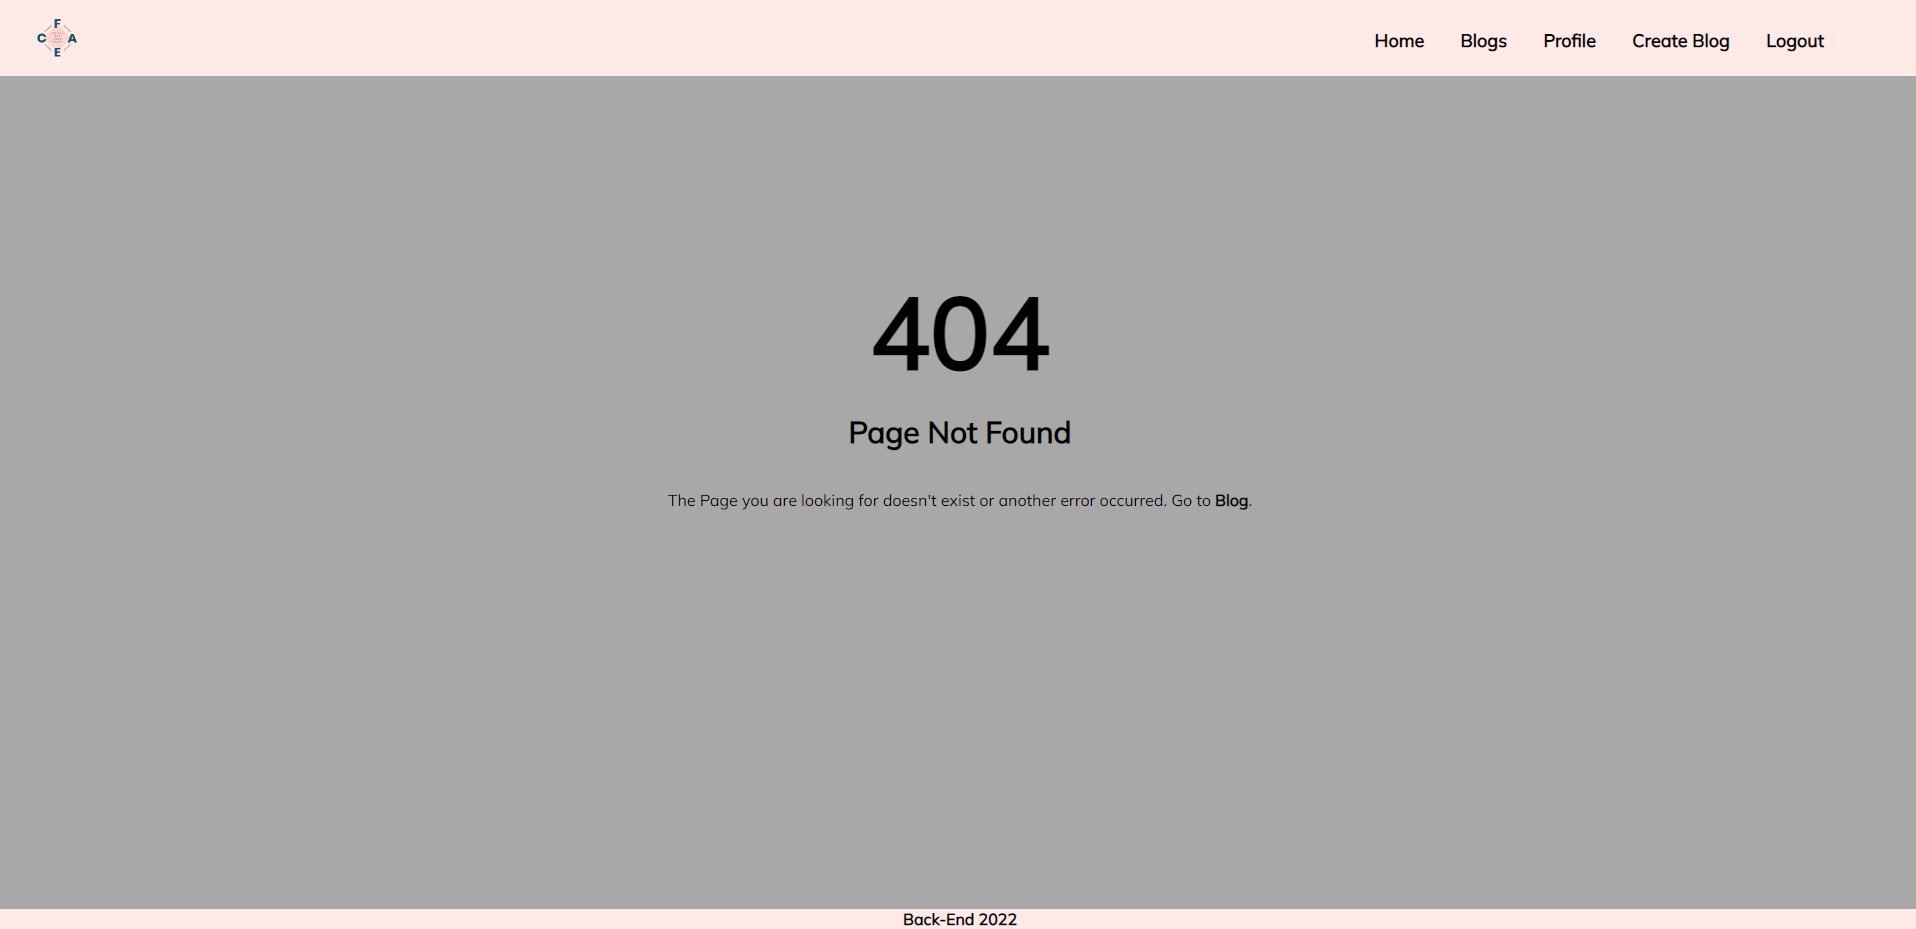 F
C A
E
Home Blogs Profile Create Blog Logout
404
Page Not Found
The Page you are looking for doesn't exist or another error occurred. Go to Blog.
Back-End 2022